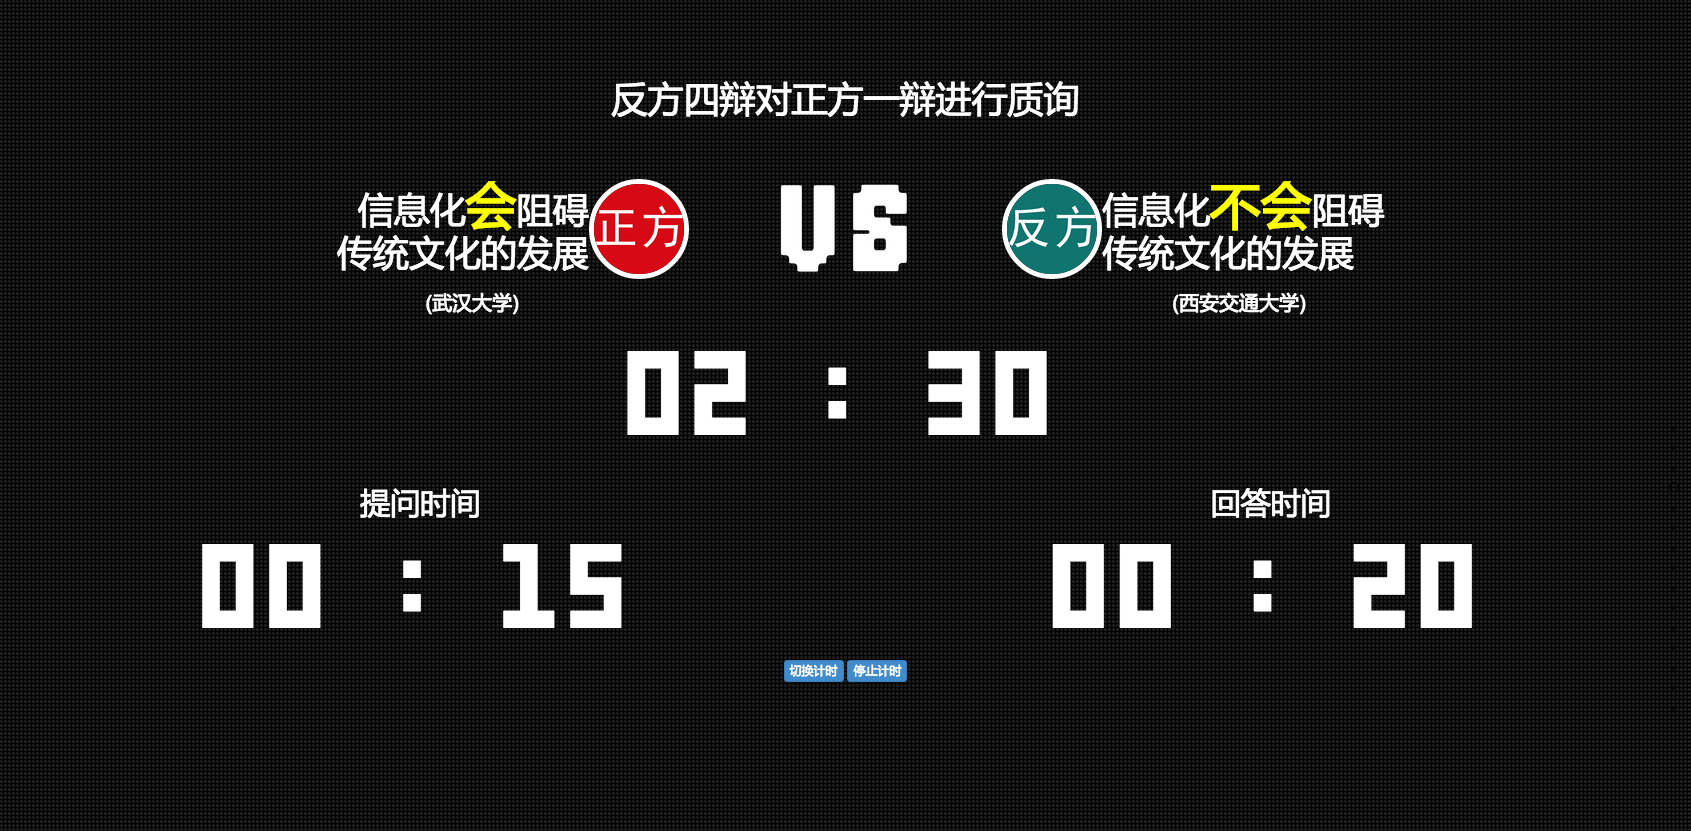 反方四辩对正方一辩进行质询
信息化会阻碍
传统文化的发展
正方
VS
反方
信息化不会阻碍
传统文化的发展
(武汉大学)
(西安交通大学)
02 : 30
提问时间
回答时间
00 : 15
00 : 20
切换计时 停止计时